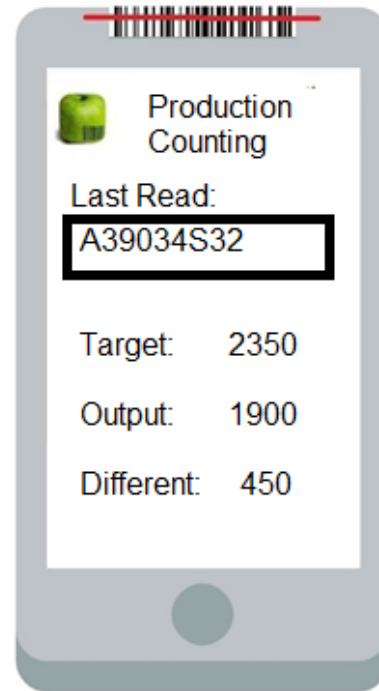 Production
Counting
Last Read:
A39034S32
Target: 2350
Output: 1900
Different: 450